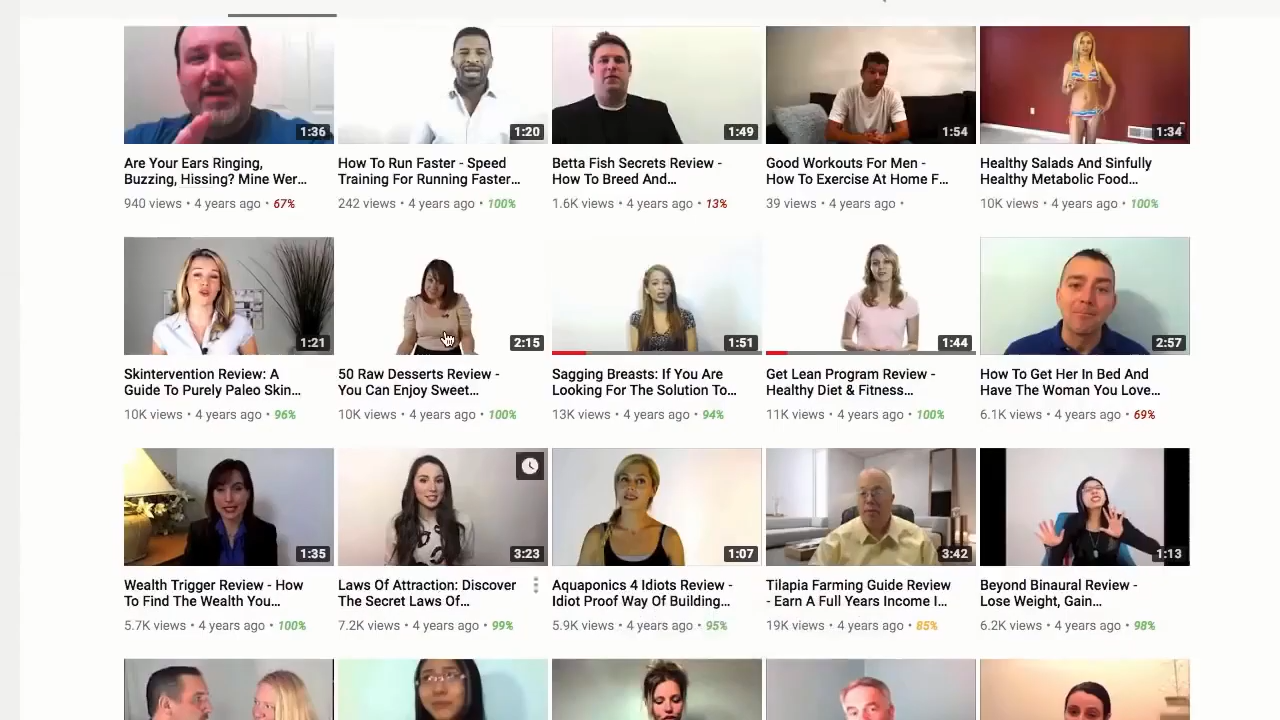 1:36
1:20
1:49
1:54
1:34
Are Your Ears Ringing,
Buzzing, Hissing? Mine Wer...
940 views • 4 years ago • 67%
How To Run Faster - Speed
Training For Running Faster...
242 views • 4 years ago • 100%
Betta Fish Secrets Review -
How To Breed And...
1.6K views • 4 years ago • 13%
Good Workouts For Men -
How To Exercise At Home F...
39 views • 4 years ago •
Healthy Salads And Sinfully
Healthy Metabolic Food...
10K views • 4 years ago • 100%
1:21
2:15
1:51
1:44
2:57
Skintervention Review: A
Guide To Purely Paleo Skin...
10K views • 4 years ago • 96%
50 Raw Desserts Review -
You Can Enjoy Sweet...
10K views • 4 years ago • 100%
Sagging Breasts: If You Are
Looking For The Solution To...
13K views • 4 years ago • 94%
Get Lean Program Review -
Healthy Diet & Fitness...
11K views • 4 years ago • 100%
How To Get Her In Bed And
Have The Woman You Love...
6.1K views • 4 years ago • 69%
1:35
3:23
1:07
3:42
1:13
Wealth Trigger Review - How
To Find The Wealth You...
5.7K views • 4 years ago • 100%
Laws Of Attraction: Discover
The Secret Laws Of...
7.2K views • 4 years ago • 99%
Aquaponics 4 Idiots Review -
Idiot Proof Way Of Building...
5.9K views • 4 years ago • 95%
Tilapia Farming Guide Review
- Earn A Full Years Income I...
19K views • 4 years ago • 85%
Beyond Binaural Review -
Lose Weight, Gain...
6.2K views • 4 years ago • 98%